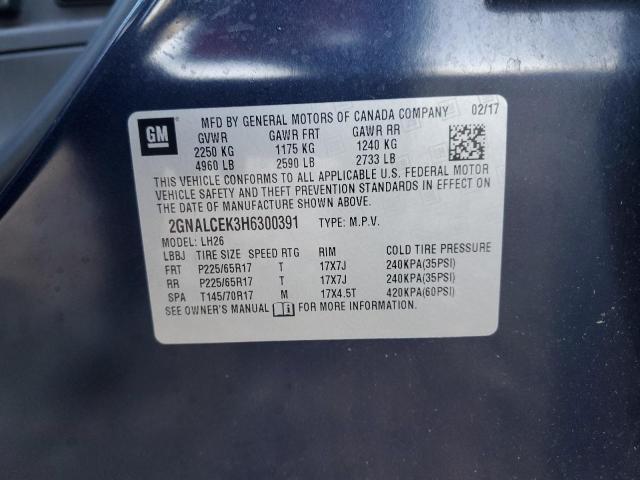 GM
MFD BY GENERAL MOTORS OF CANADA COMPANY 02/17
GVWR GAWR FRT GAWR RR
2250 KG 1175 KG 1240 KG
4960 LB 2590 LB 2733 LB
THIS VEHICLE CONFORMS TO ALL APPLICABLE U.S. FEDERAL MOTOR
VEHICLE SAFETY AND THEFT PREVENTION STANDARDS IN EFFECT ON
THE DATE OF MANUFACTURE SHOWN ABOVE.
2GNALCEK3H6300391 TYPE: M.P.V.
MODEL: LH26
LBBJ TIRE SIZE SPEED RTG RIM COLD TIRE PRESSURE
FRT P225/65R17 T 17X7J 240KPA(35PSI)
RR P225/65R17 T 17X7J 240KPA(35PSI)
SPA T145/70R17 M 17X4.5T 420KPA(60PSI)
SEE OWNER'S MANUAL FOR MORE INFORMATION.